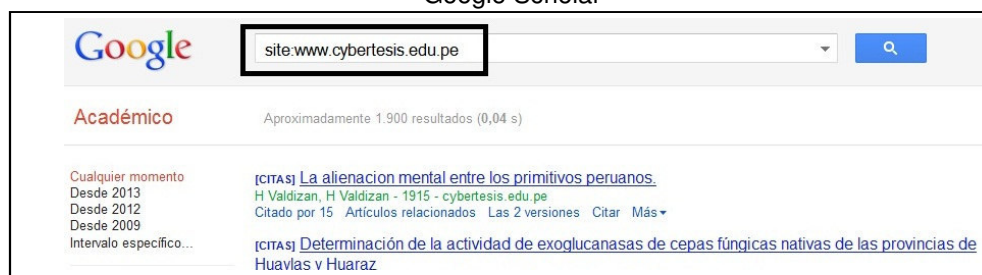 Google Scholar
Google
site:www.cybertesis.edu.pe
Académico
Aproximadamente 1.900 resultados (0,04 s)
Cualquier momento
Desde 2013
Desde 2012
Desde 2009
Intervalo específico...
[CITAS] La alienacion mental entre los primitivos peruanos.
H Valdizan, H Valdizan - 1915 - cybertesis.edu.pe
Citado por 15 Artículos relacionados Las 2 versiones Citar Más
[CITAS] Determinación de la actividad de exoglucanasas de cepas fúngicas nativas de las provincias de
Huaylas y Huaraz